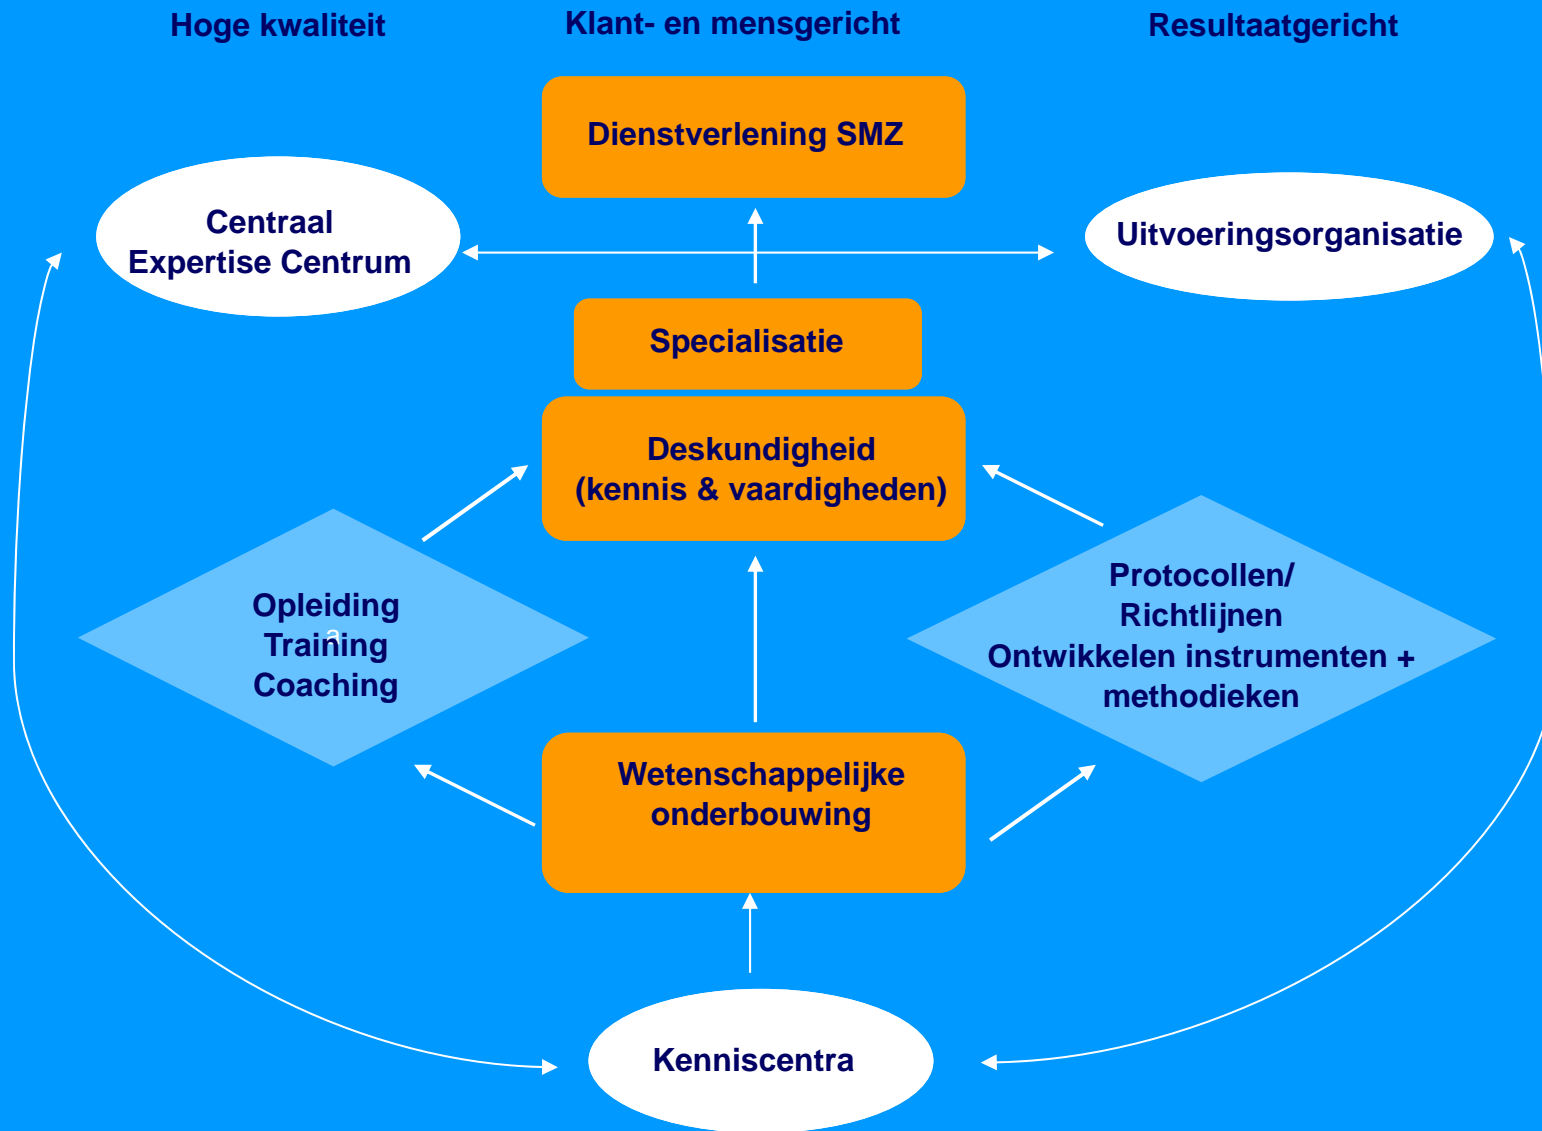 Hoge kwaliteit
Klant- en mensgericht
Resultaatgericht
Dienstverlening SMZ
Centraal
Expertise Centrum
Uitvoeringsorganisatie
Specialisatie
Deskundigheid
(kennis & vaardigheden)
Opleiding
a
Training
Coaching
Protocollen/
Richtlijnen
Ontwikkelen instrumenten +
methodieken
Wetenschappelijke
onderbouwing
Kenniscentra